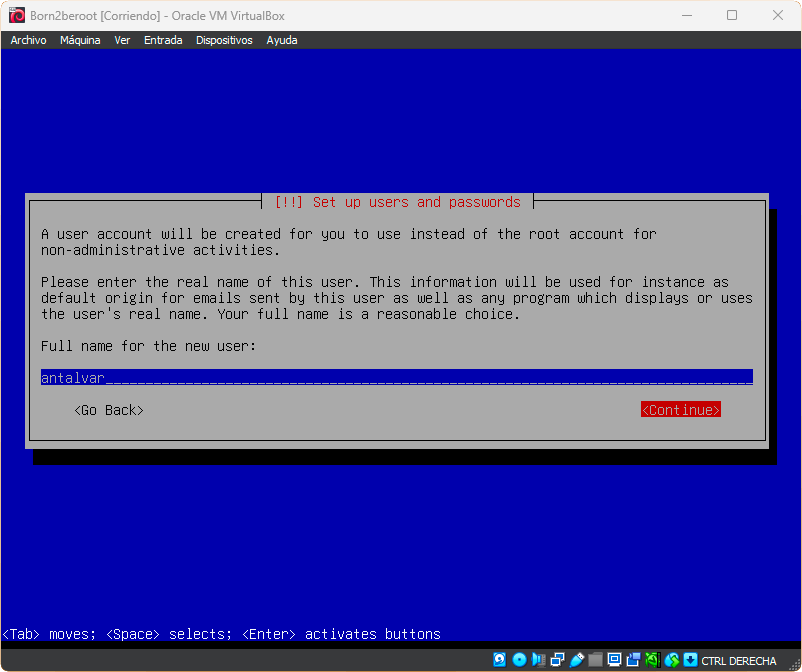 Born2beroot [Corriendo] - Oracle VM VirtualBox
Archivo Máquina Ver Entrada Dispositivos Ayuda
[!!] Set up users and passwords
A user account will be created for you to use instead of the root account for
non-administrative activities.
Please enter the real name of this user. This information will be used for instance as
default origin for emails sent by this user as well as any program which displays or uses
the user's real name. Your full name is a reasonable choice.
Full name for the new user:
antalvar
<Go Back> <Continue>
<Tab> moves; <Space> selects; <Enter> activates buttons
CTRL DERECHA